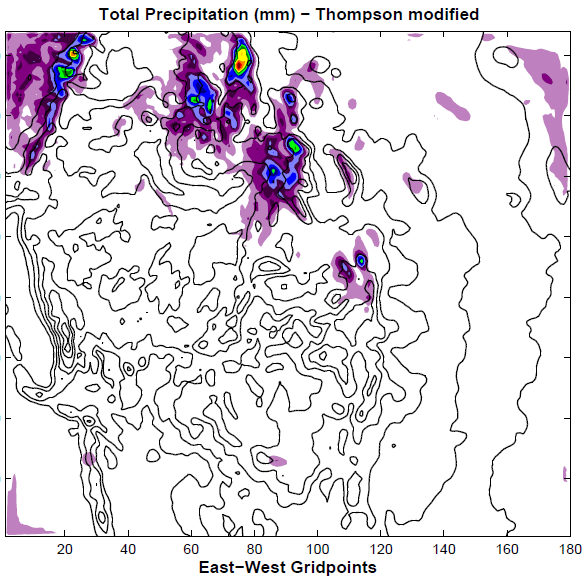 Total Precipitation (mm) − Thompson modified
20 40 60 80 100 120 140 160 180
East−West Gridpoints